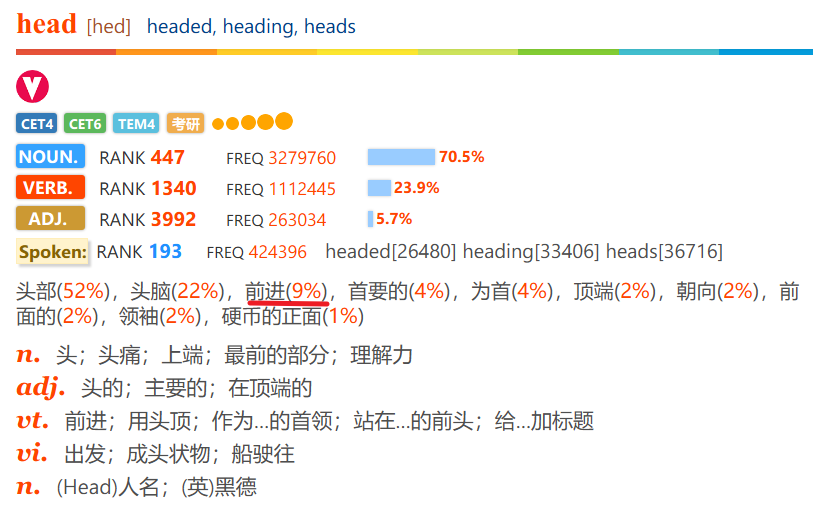 head [hed] headed, heading, heads
V
CET4 CET6 TEM4 考研
NOUN. RANK 447 FREQ 3279760 70.5%
VERB. RANK 1340 FREQ 1112445 23.9%
ADJ. RANK 3992 FREQ 263034 5.7%
Spoken: RANK 193 FREQ 424396 headed[26480] heading[33406] heads[36716]
头部(52%)，头脑(22%)，前进(9%)，首要的(4%)，为首(4%)，顶端(2%)，朝向(2%)，前
面的(2%)，领袖(2%)，硬币的正面(1%)
n. 头；头痛；上端；最前的部分；理解力
adj. 头的；主要的；在顶端的
vt. 前进；用头顶；作为...的首领；站在...的前头；给...加标题
vi. 出发；成头状物；船驶往
n. (Head)人名；(英)黑德